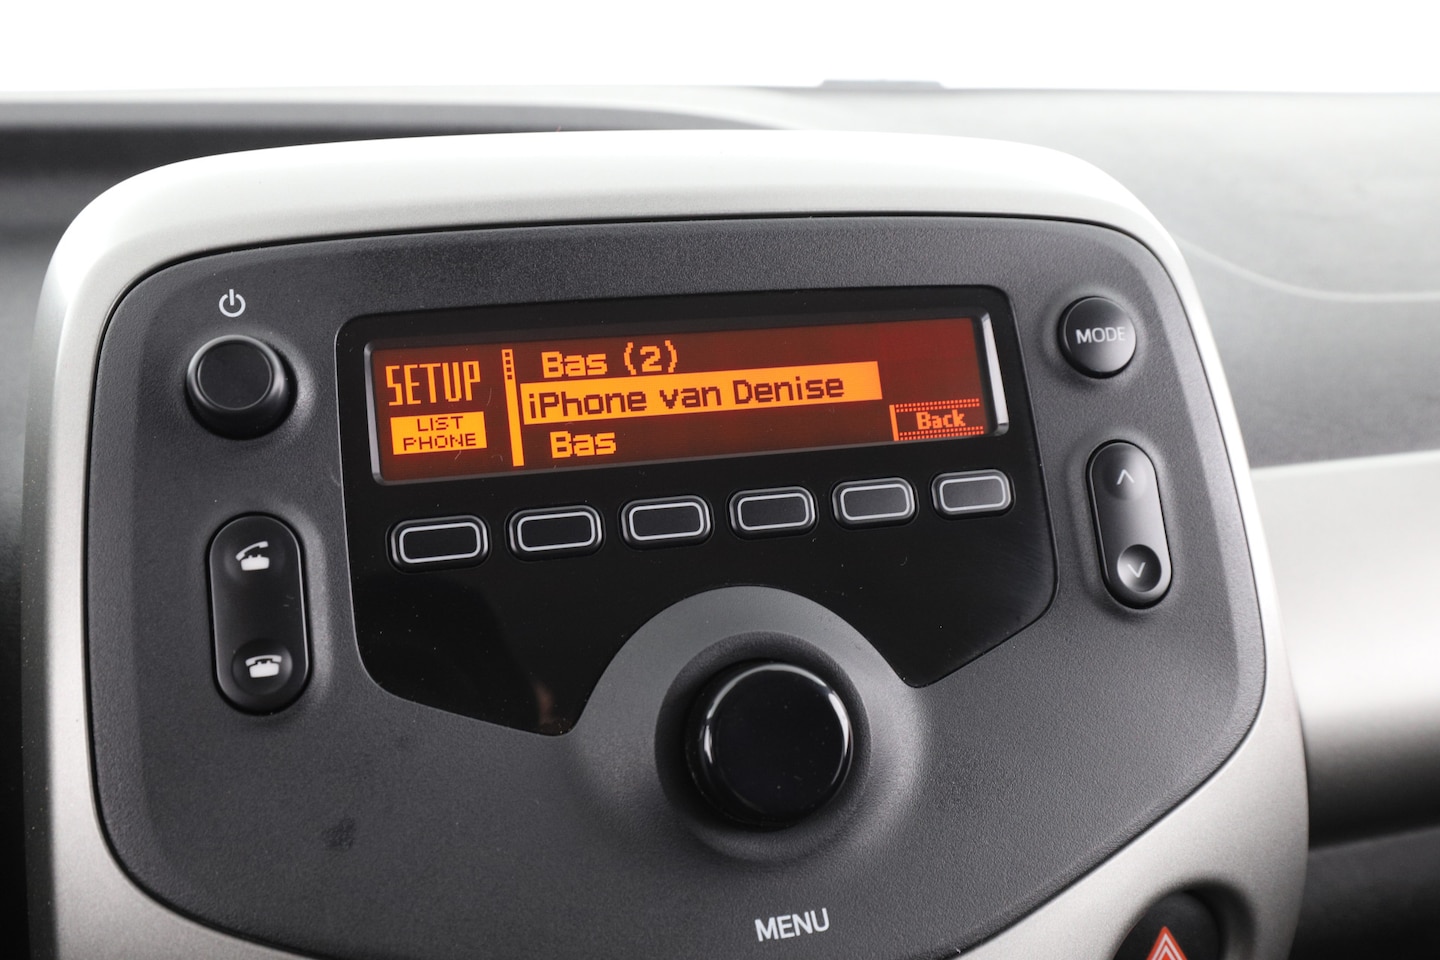 SETUP
LIST
PHONE
Bas (2)
iPhone van Denise
Bas
Back
MODE
MENU